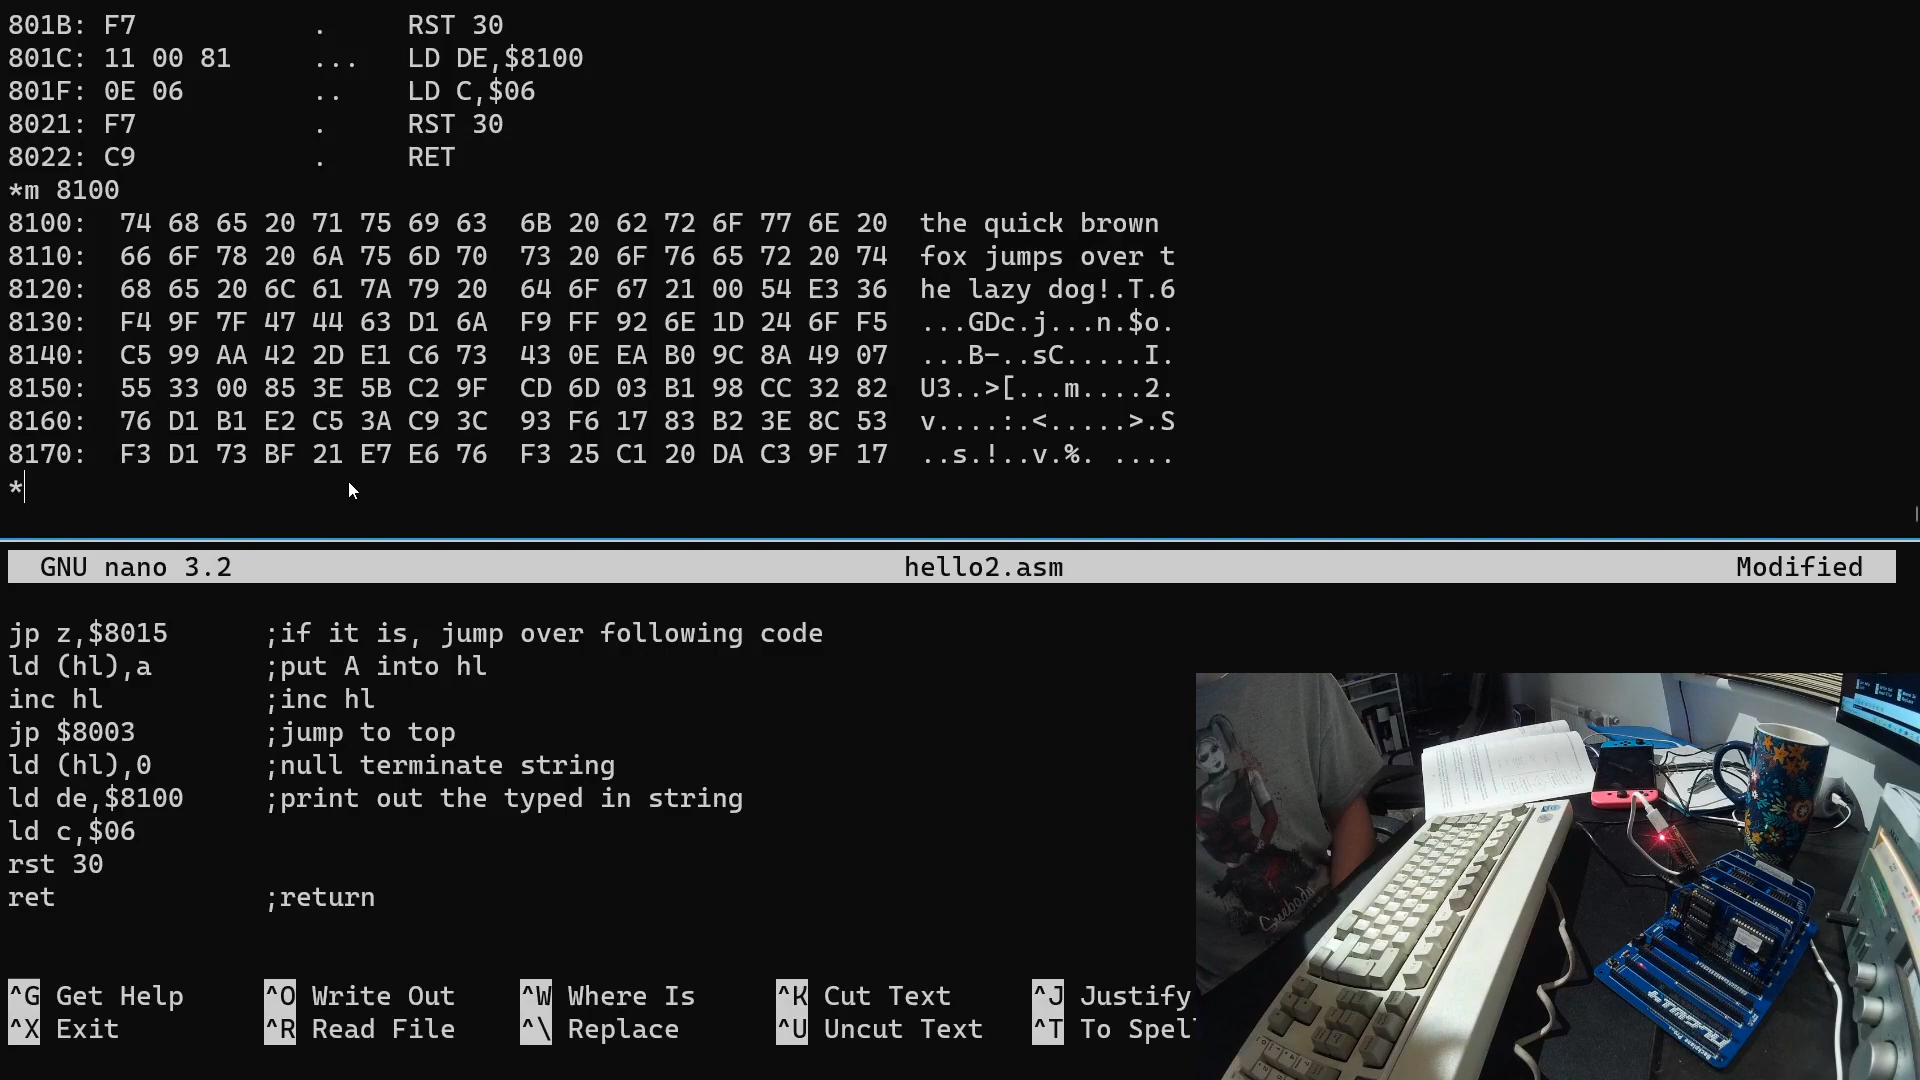 801B: F7 . RST 30
801C: 11 00 81 ... LD DE,$8100
801F: 0E 06 .. LD C,$06
8021: F7 . RST 30
8022: C9 . RET
*m 8100
8100: 74 68 65 20 71 75 69 63 6B 20 62 72 6F 77 6E 20 the quick brown
8110: 66 6F 78 20 6A 75 6D 70 73 20 6F 76 65 72 20 74 fox jumps over t
8120: 68 65 20 6C 61 7A 79 20 64 6F 67 21 00 54 E3 36 he lazy dog!.T.6
8130: F4 9F 7F 47 44 63 D1 6A F9 FF 92 6E 1D 24 6F F5 ...GDc.j...n.$o.
8140: C5 99 AA 42 2D E1 C6 73 43 0E EA B0 9C 8A 49 07 ...B-..sC.....I.
8150: 55 33 00 85 3E 5B C2 9F CD 6D 03 B1 98 CC 32 82 U3..>[...m....2.
8160: 76 D1 B1 E2 C5 3A C9 3C 93 F6 17 83 B2 3E 8C 53 v....:.<.....>.S
8170: F3 D1 73 BF 21 E7 E6 76 F3 25 C1 20 DA C3 9F 17 ..s.!..v.%. ....
*
GNU nano 3.2 hello2.asm Modified
jp z,$8015 ;if it is, jump over following code
ld (hl),a ;put A into hl
inc hl ;inc hl
jp $8003 ;jump to top
ld (hl),0 ;null terminate string
ld de,$8100 ;print out the typed in string
ld c,$06
rst 30
ret ;return
^G Get Help ^O Write Out ^W Where Is ^K Cut Text ^J Justify
^X Exit ^R Read File ^\ Replace ^U Uncut Text ^T To Spel